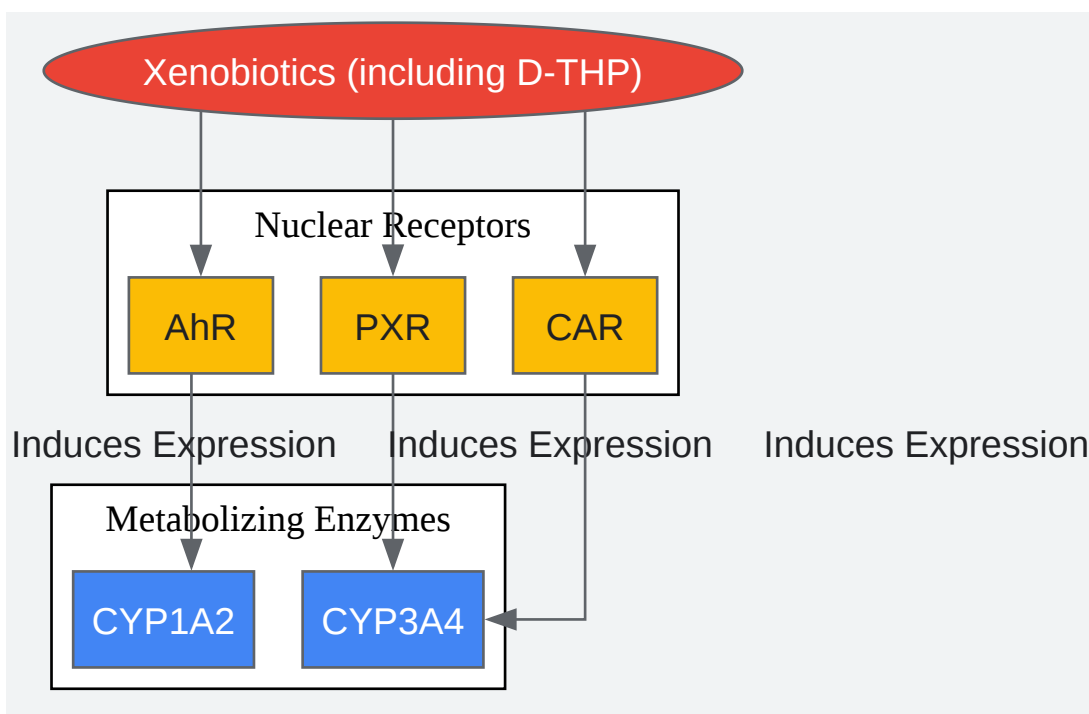 Xenobiotics (including D-THP)
Nuclear Receptors
AhR
PXR
CAR
Induces Expression
Induces Expression
Induces Expression
Metabolizing Enzymes
CYP1A2
CYP3A4